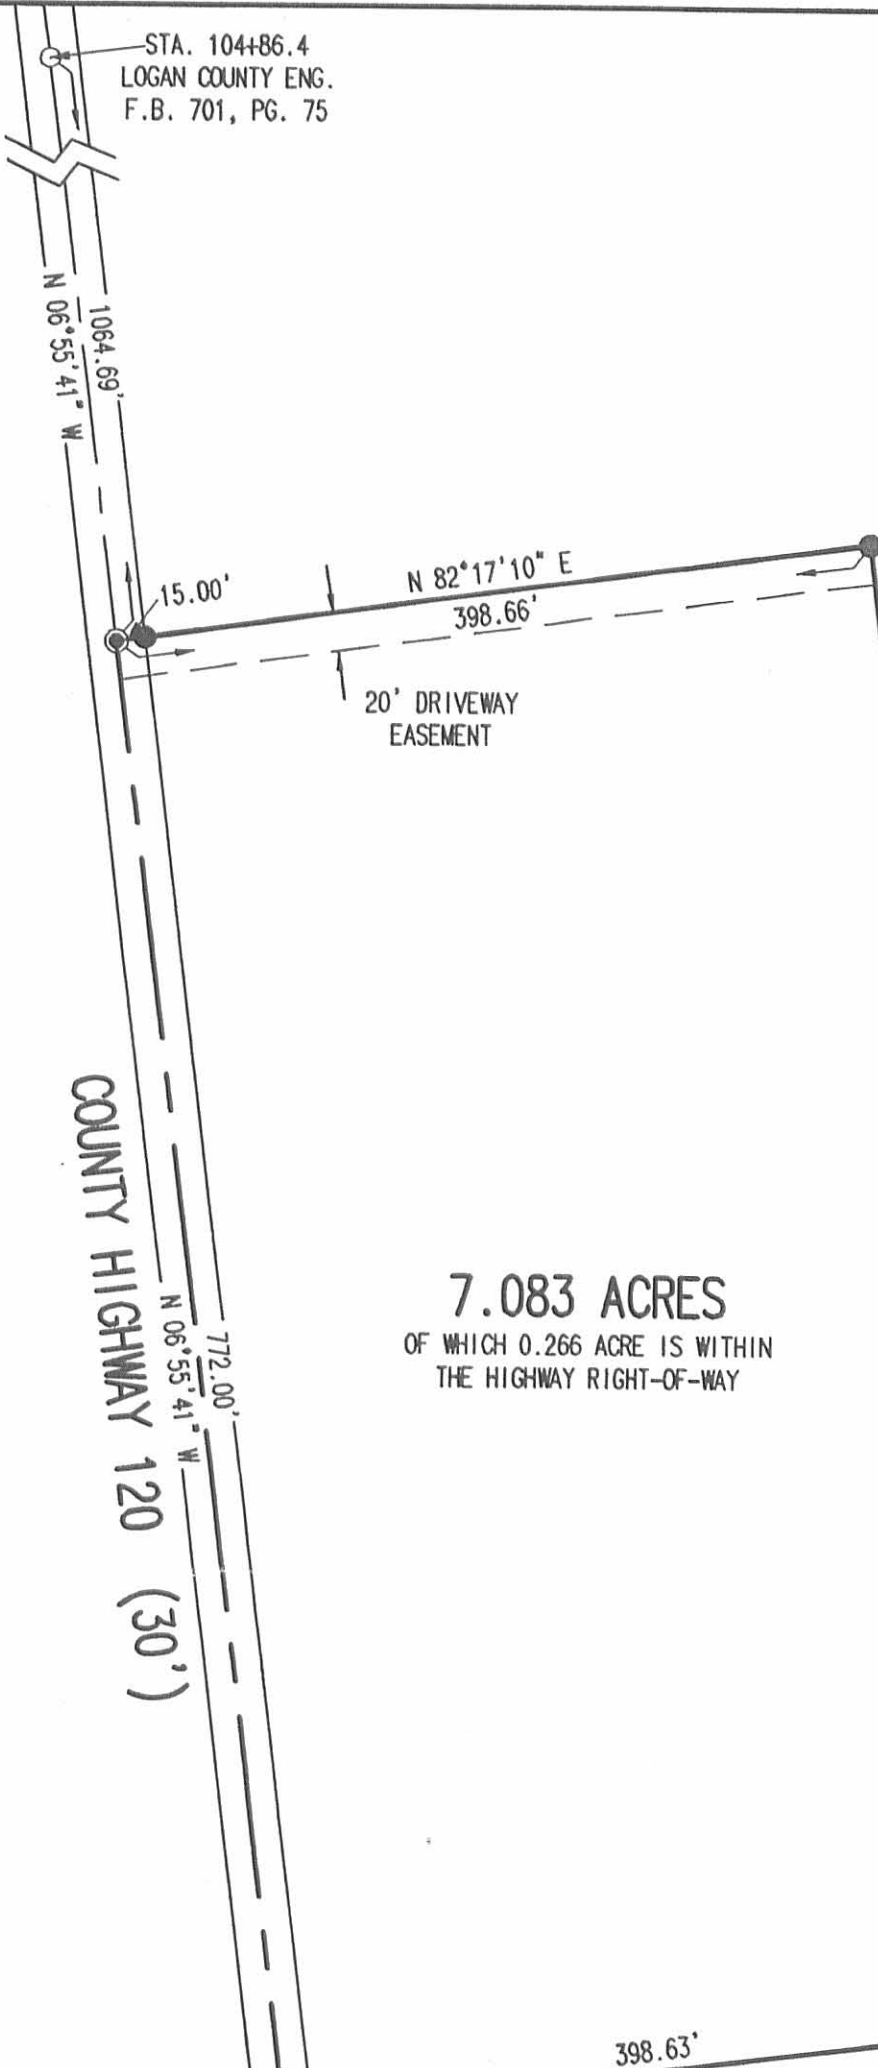 STA. 104+86.4
LOGAN COUNTY ENG.
F.B. 701, PG. 75
1064.69'
N 06°55'41" W
15.00'
N 82°17'10" E
398.66'
20' DRIVEWAY
EASEMENT
COUNTY HIGHWAY 120 (30')
772.00'
N 06°55'41" W
7.083 ACRES
OF WHICH 0.266 ACRE IS WITHIN
THE HIGHWAY RIGHT-OF-WAY
398.63'